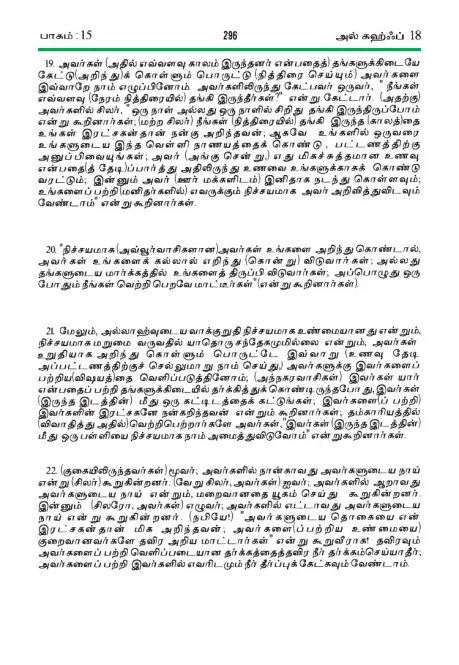 பாகம் : 15 296 அல் கஹ்ஃப் 18
19. அவர்கள் (அதில் எவ்வளவு காலம் இருந்தனர் என்பதைத்) தங்களுக்கிடையே
கேட்டு(அறிந்து)க் கொள்ளும் பொருட்டு (நித்திரை செய்யும்) அவர்களை
இவ்வாறே நாம் எழுப்பினோம். அவர்களிலிருந்து கேட்பவர் ஒருவர், "நீங்கள்
எவ்வளவு (நேரம் நித்திரையில்) தங்கி இருந்தீர்கள்?" என்று கேட்டார். (அதற்கு)
அவர்களில் சிலர், "ஒரு நாள் அல்லது ஒரு நாளில் சிறிது தங்கி இருந்திருப்போம்"
என்று கூறினார்கள்; (மற்ற சிலர்) நீங்கள் (நித்திரையில்) தங்கி இருந்த (காலத்)தை
உங்கள் இரட்சகன்தான் நன்கு அறிந்தவன்; ஆகவே உங்களில் ஒருவரை
உங்களுடைய இந்த வெள்ளி நாணயத்தைக் கொண்டு, பட்டணத்திற்கு
அனுப்பிவையுங்கள்; அவர் (அங்கு சென்று,) எது மிகச்சுத்தமான உணவு
என்பதை(த் தேடி)ப்பார்த்து அதிலிருந்து உணவை உங்களுக்காகக் கொண்டு
வரட்டும்; இன்னும் அவர் (ஊர் மக்களிடம்) இனிதாக நடந்து கொள்ளவும்;
உங்களைப் பற்றி (மனிதர்களில்) எவருக்கும் நிச்சயமாக அவர் அறிவித்துவிடவும்
வேண்டாம்" என்று கூறினார்கள்.
20. "நிச்சயமாக (அவ்வூர்வாசிகளான)அவர்கள் உங்களை அறிந்து கொண்டால்,
அவர்கள் உங்களைக் கல்லால் எறிந்து (கொன்று) விடுவார்கள்; அல்லது
தங்களுடைய மார்க்கத்தில் உங்களைத் திருப்பி விடுவார்கள்; அப்பொழுது ஒரு
போதும் நீங்கள் வெற்றி பெறவே மாட்டீர்கள்" (என்று கூறினார்கள்).
21. மேலும், அல்லாஹ்வுடைய வாக்குறுதி நிச்சயமாக உண்மையானது என்றும்,
நிச்சயமாக மறுமை வருவதில் யாதொரு சந்தேகமுமில்லை என்றும், அவர்கள்
உறுதியாக அறிந்து கொள்ளும் பொருட்டே இவ்வாறு (உணவு தேடி
அப்பட்டணத்திற்குச் செல்லுமாறு நாம் செய்து,) அவர்களுக்கு இவர்களைப்
பற்றிய(விஷயத்)தை வெளிப்படுத்தினோம்; (அந்நகரவாசிகள்) இவர்கள் யார்
என்பதைப் பற்றி தங்களுக்கிடையில் தர்க்கித்துக் கொண்டிருந்தபோது,இவர்கள்
(இருந்த இடத்தின்) மீது ஒரு கட்டிடத்தைக் கட்டுங்கள்; இவர்களை(ப் பற்றி)
இவர்களின் இரட்சகனே நன்கறிந்தவன் என்றும் கூறினார்கள்; தம்காரியத்தில்
(விவாதித்து அதில்)வெற்றிபெற்றார்களே அவர்கள்,"இவர்கள் (இருந்த இடத்தின்)
மீது ஒரு பள்ளியை நிச்சயமாக நாம் அமைத்துவிடுவோம்" என்று கூறினார்கள்.
22. (குகையிலிருந்தவர்கள்) மூவர்; அவர்களில் நான்காவது அவர்களுடைய நாய்
என்று (சிலர்) கூறுகின்றனர். (வேறு சிலர்,அவர்கள்) ஐவர்; அவர்களில் ஆறாவது
அவர்களுடைய நாய் என்றும், மறைவானதை யூகம் செய்து கூறுகின்றனர்.
இன்னும் (சிலரோ, அவர்கள்) எழுவர்; அவர்களில் எட்டாவது அவர்களுடைய
நாய் என்று கூறுகின்றனர். (நபியே!) "அவர்களுடைய தொகையை என்
இரட்சகன்தான் மிக அறிந்தவன்; அவர்களை(ப்பற்றிய உண்மையை)
குறைவானவர்களே தவிர அறிய மாட்டார்கள்" என்று கூறுவீராக! தவிரவும்
அவர்களைப் பற்றி வெளிப்படையான தர்க்கத்தைத்தவிர நீர் தர்க்கம்செய்யாதீர்;
அவர்களைப் பற்றி இவர்களில் எவரிடமும் நீர் தீர்ப்புக் கேட்கவும் வேண்டாம்.